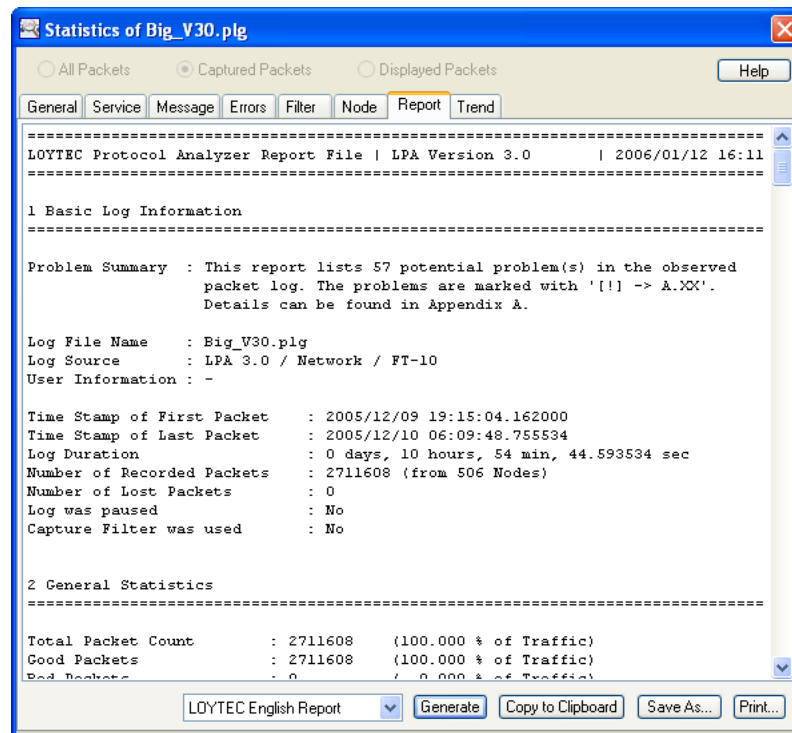 Statistics of Big_V30.plg
All Packets Captured Packets Displayed Packets Help
General Service Message Errors Filter Node Report Trend
===============================================================================
LOYTEC Protocol Analyzer Report File | LPA Version 3.0 | 2006/01/12 16:11
===============================================================================
1 Basic Log Information
===============================================================================
Problem Summary : This report lists 57 potential problem(s) in the observed
packet log. The problems are marked with '[!] -> A.XX'.
Details can be found in Appendix A.
Log File Name : Big_V30.plg
Log Source : LPA 3.0 / Network / FT-10
User Information : -
Time Stamp of First Packet : 2005/12/09 19:15:04.162000
Time Stamp of Last Packet : 2005/12/10 06:09:48.755534
Log Duration : 0 days, 10 hours, 54 min, 44.593534 sec
Number of Recorded Packets : 2711608 (from 506 Nodes)
Number of Lost Packets : 0
Log was paused : No
Capture Filter was used : No
2 General Statistics
===============================================================================
Total Packet Count : 2711608 (100.000 % of Traffic)
Good Packets : 2711608 (100.000 % of Traffic)
Bad Packets : 0 ( 0.000 % of Traffic)
LOYTEC English Report Generate Copy to Clipboard Save As... Print...